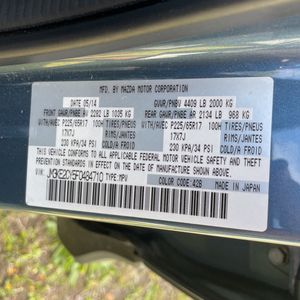 MFD. BY MAZDA MOTOR CORPORATION
DATE 05/14 GVWR/PNBV 4409 LB 2000 KG
FRONT GAWR/PNBE AV 2282 LB 1035 KG REAR GAWR/PNBE AR 2134 LB 968 KG
WITH/AVEC P225/65R17 100H TIRES/PNEUS WITH/AVEC P225/65R17 100H TIRES/PNEUS
17X7J RIMS/JANTES 17X7J RIMS/JANTES
230 KPA/34 PSI COLD/A FROID 230 KPA/34 PSI COLD/A FROID
THIS VEHICLE CONFORMS TO ALL APPLICABLE FEDERAL MOTOR VEHICLE SAFETY,
AND THEFT PREVENTION STANDARDS IN EFFECT ON THE DATE OF
MANUFACTURE SHOWN ABOVE.
VIN: TYPE:MPV
COLOR CODE: 42B